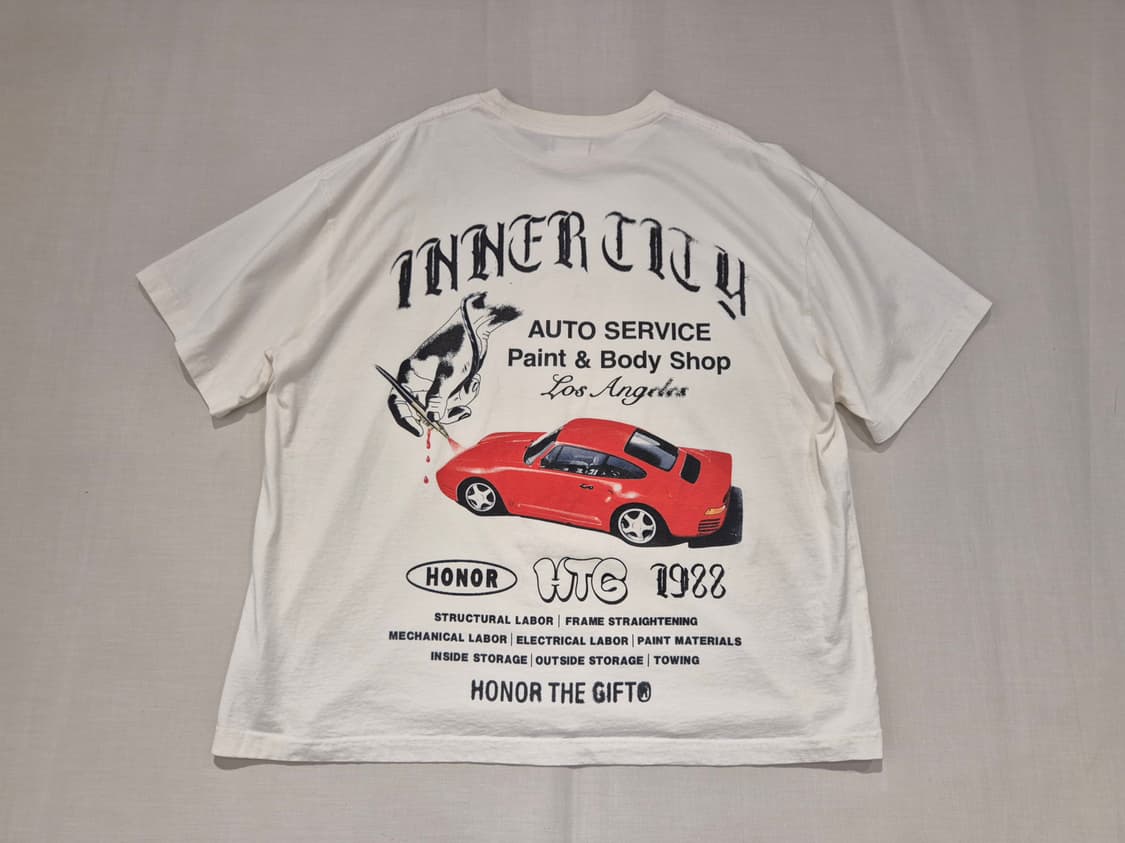 INNER CITY
AUTO SERVICE
Paint & Body Shop
Los Angeles
HONOR HTG 1988
STRUCTURAL LABOR | FRAME STRAIGHTENING
MECHANICAL LABOR | ELECTRICAL LABOR | PAINT MATERIALS
INSIDE STORAGE | OUTSIDE STORAGE | TOWING
HONOR THE GIFT